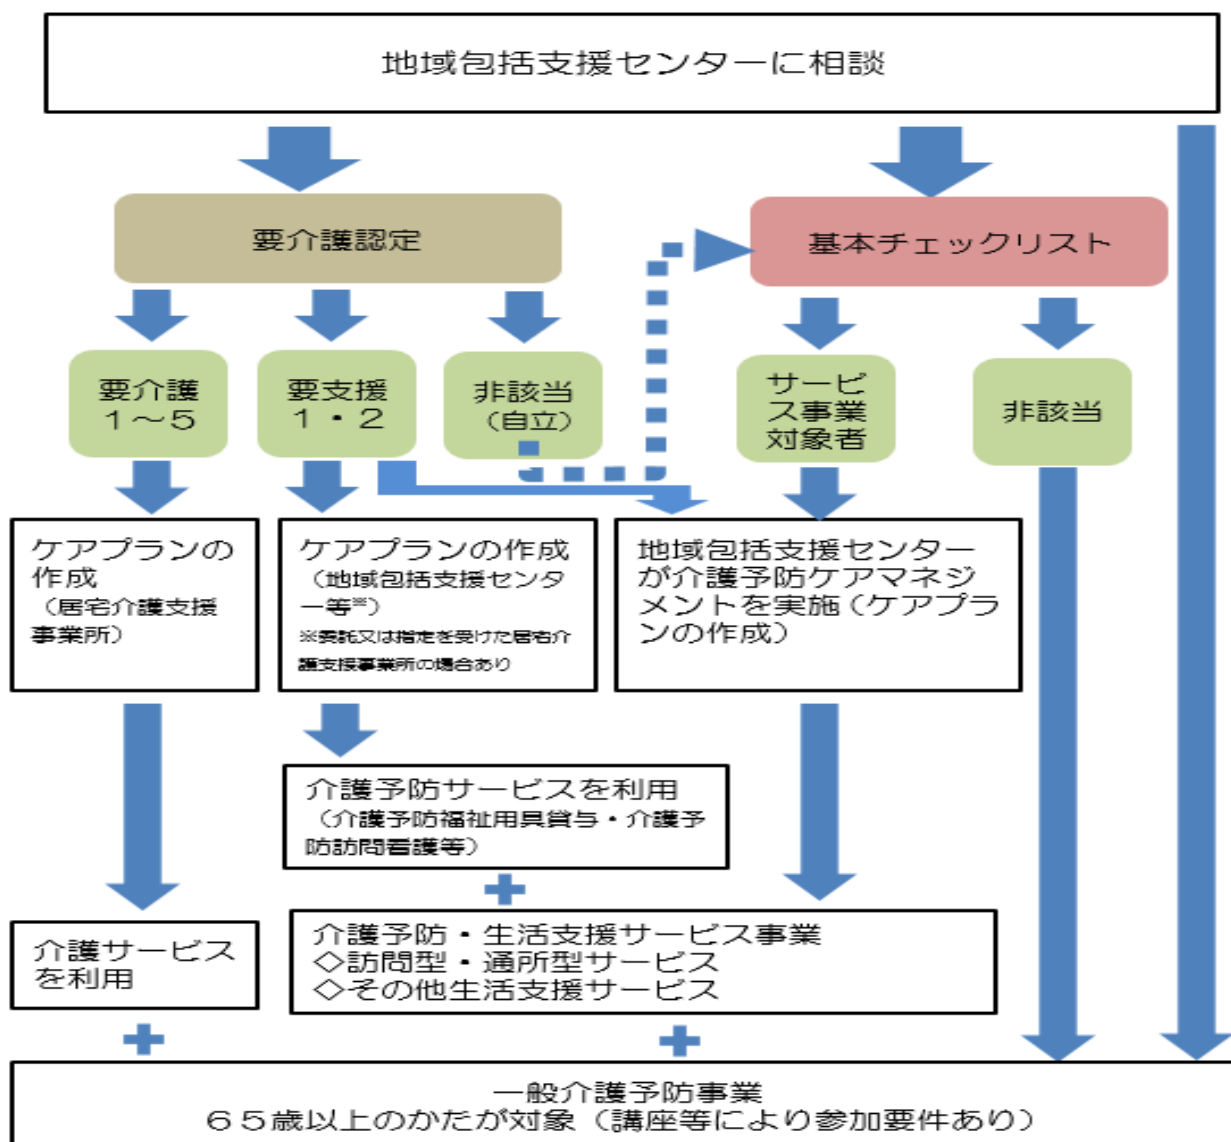 地域包括支援センターに相談
要介護認定
基本チェックリスト
要介護
１～５
要支援
１・２
非該当
（自立）
サービ
ス事業
対象者
非該当
ケアプランの
作成
（居宅介護支援
事業所）
ケアプランの作成
（地域包括支援センタ
ー等※）
※委託又は指定を受けた居宅介
護支援事業所の場合あり
地域包括支援センター
が介護予防ケアマネジ
メントを実施（ケアプラ
ンの作成）
介護予防サービスを利用
（介護予防福祉用具貸与・介護予
防訪問看護等）
介護サービス
を利用
介護予防・生活支援サービス事業
◇訪問型・通所型サービス
◇その他生活支援サービス
一般介護予防事業
６５歳以上のかたが対象（講座等により参加要件あり）